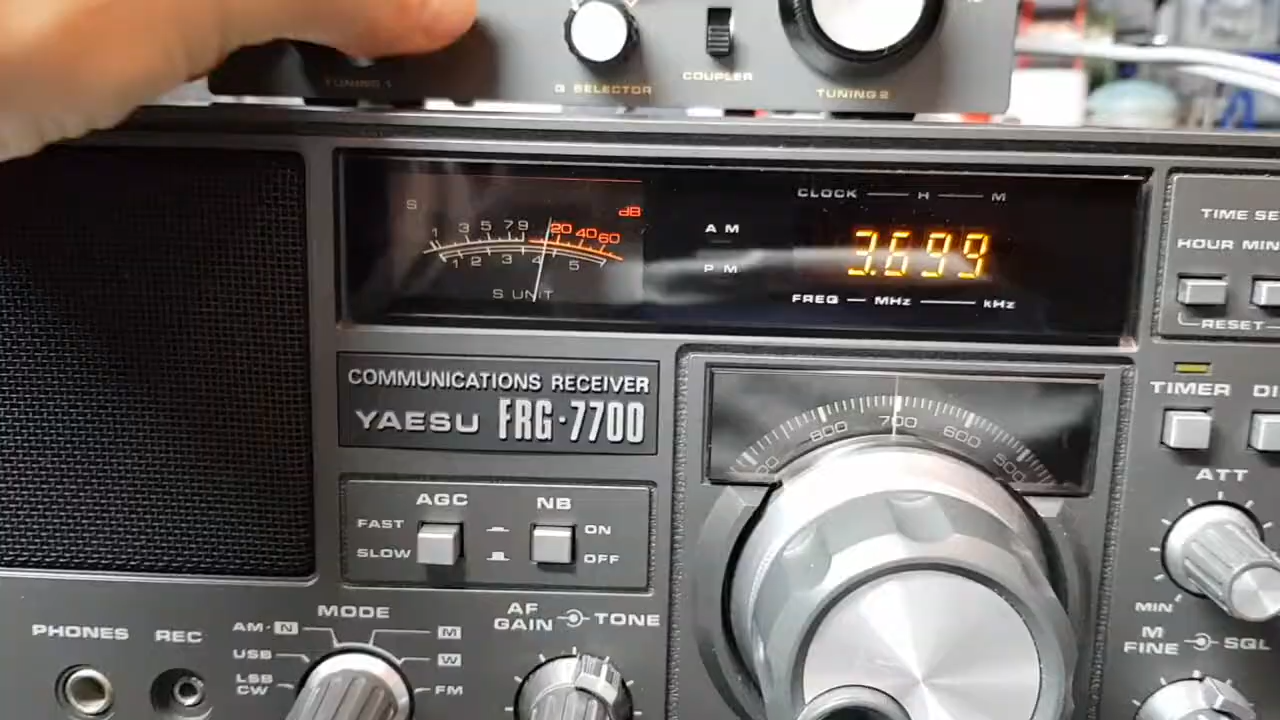 TUNING 1
Q SELECTOR
COUPLER
TUNING 2
S
dB
1 3 5 7 9 20 40 60
1 2 3 4 5 7
S UNIT
AM
PM
CLOCK — H — M
3.699
FREQ — MHz — kHz
TIME SE
HOUR MIN
RESET
COMMUNICATIONS RECEIVER
YAESU FRG-7700
800 700 600 500
TIMER DI
ATT
MIN
AGC
FAST
SLOW
NB
ON
OFF
PHONES
REC
MODE
AM·N
USB
LSB
CW
M
W
FM
AF
GAIN
TONE
M
FINE
SQL